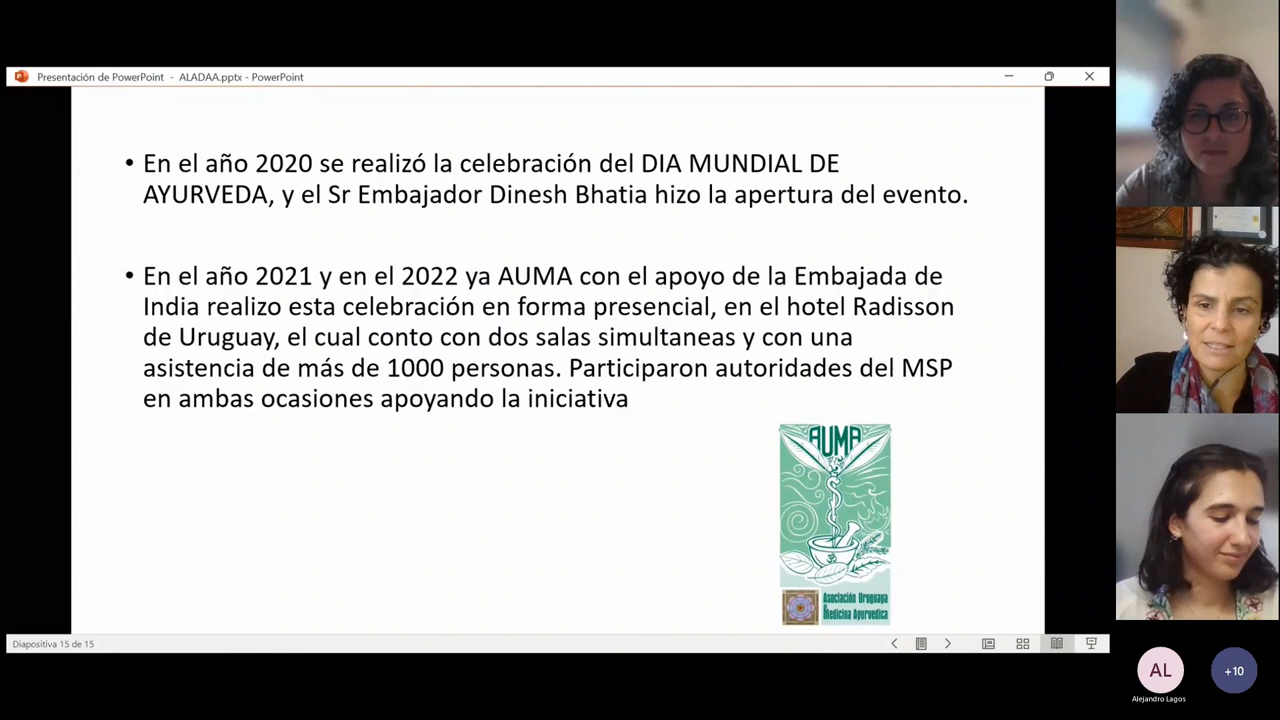 Presentación de PowerPoint - ALADAA.pptx - PowerPoint
• En el año 2020 se realizó la celebración del DIA MUNDIAL DE
AYURVEDA, y el Sr Embajador Dinesh Bhatia hizo la apertura del evento.
• En el año 2021 y en el 2022 ya AUMA con el apoyo de la Embajada de
India realizo esta celebración en forma presencial, en el hotel Radisson
de Uruguay, el cual conto con dos salas simultaneas y con una
asistencia de más de 1000 personas. Participaron autoridades del MSP
en ambas ocasiones apoyando la iniciativa
AUMA
Asociación Uruguaya
de
Medicina Ayurvedica
Diapositiva 15 de 15
AL
+10
Alejandro Lagos